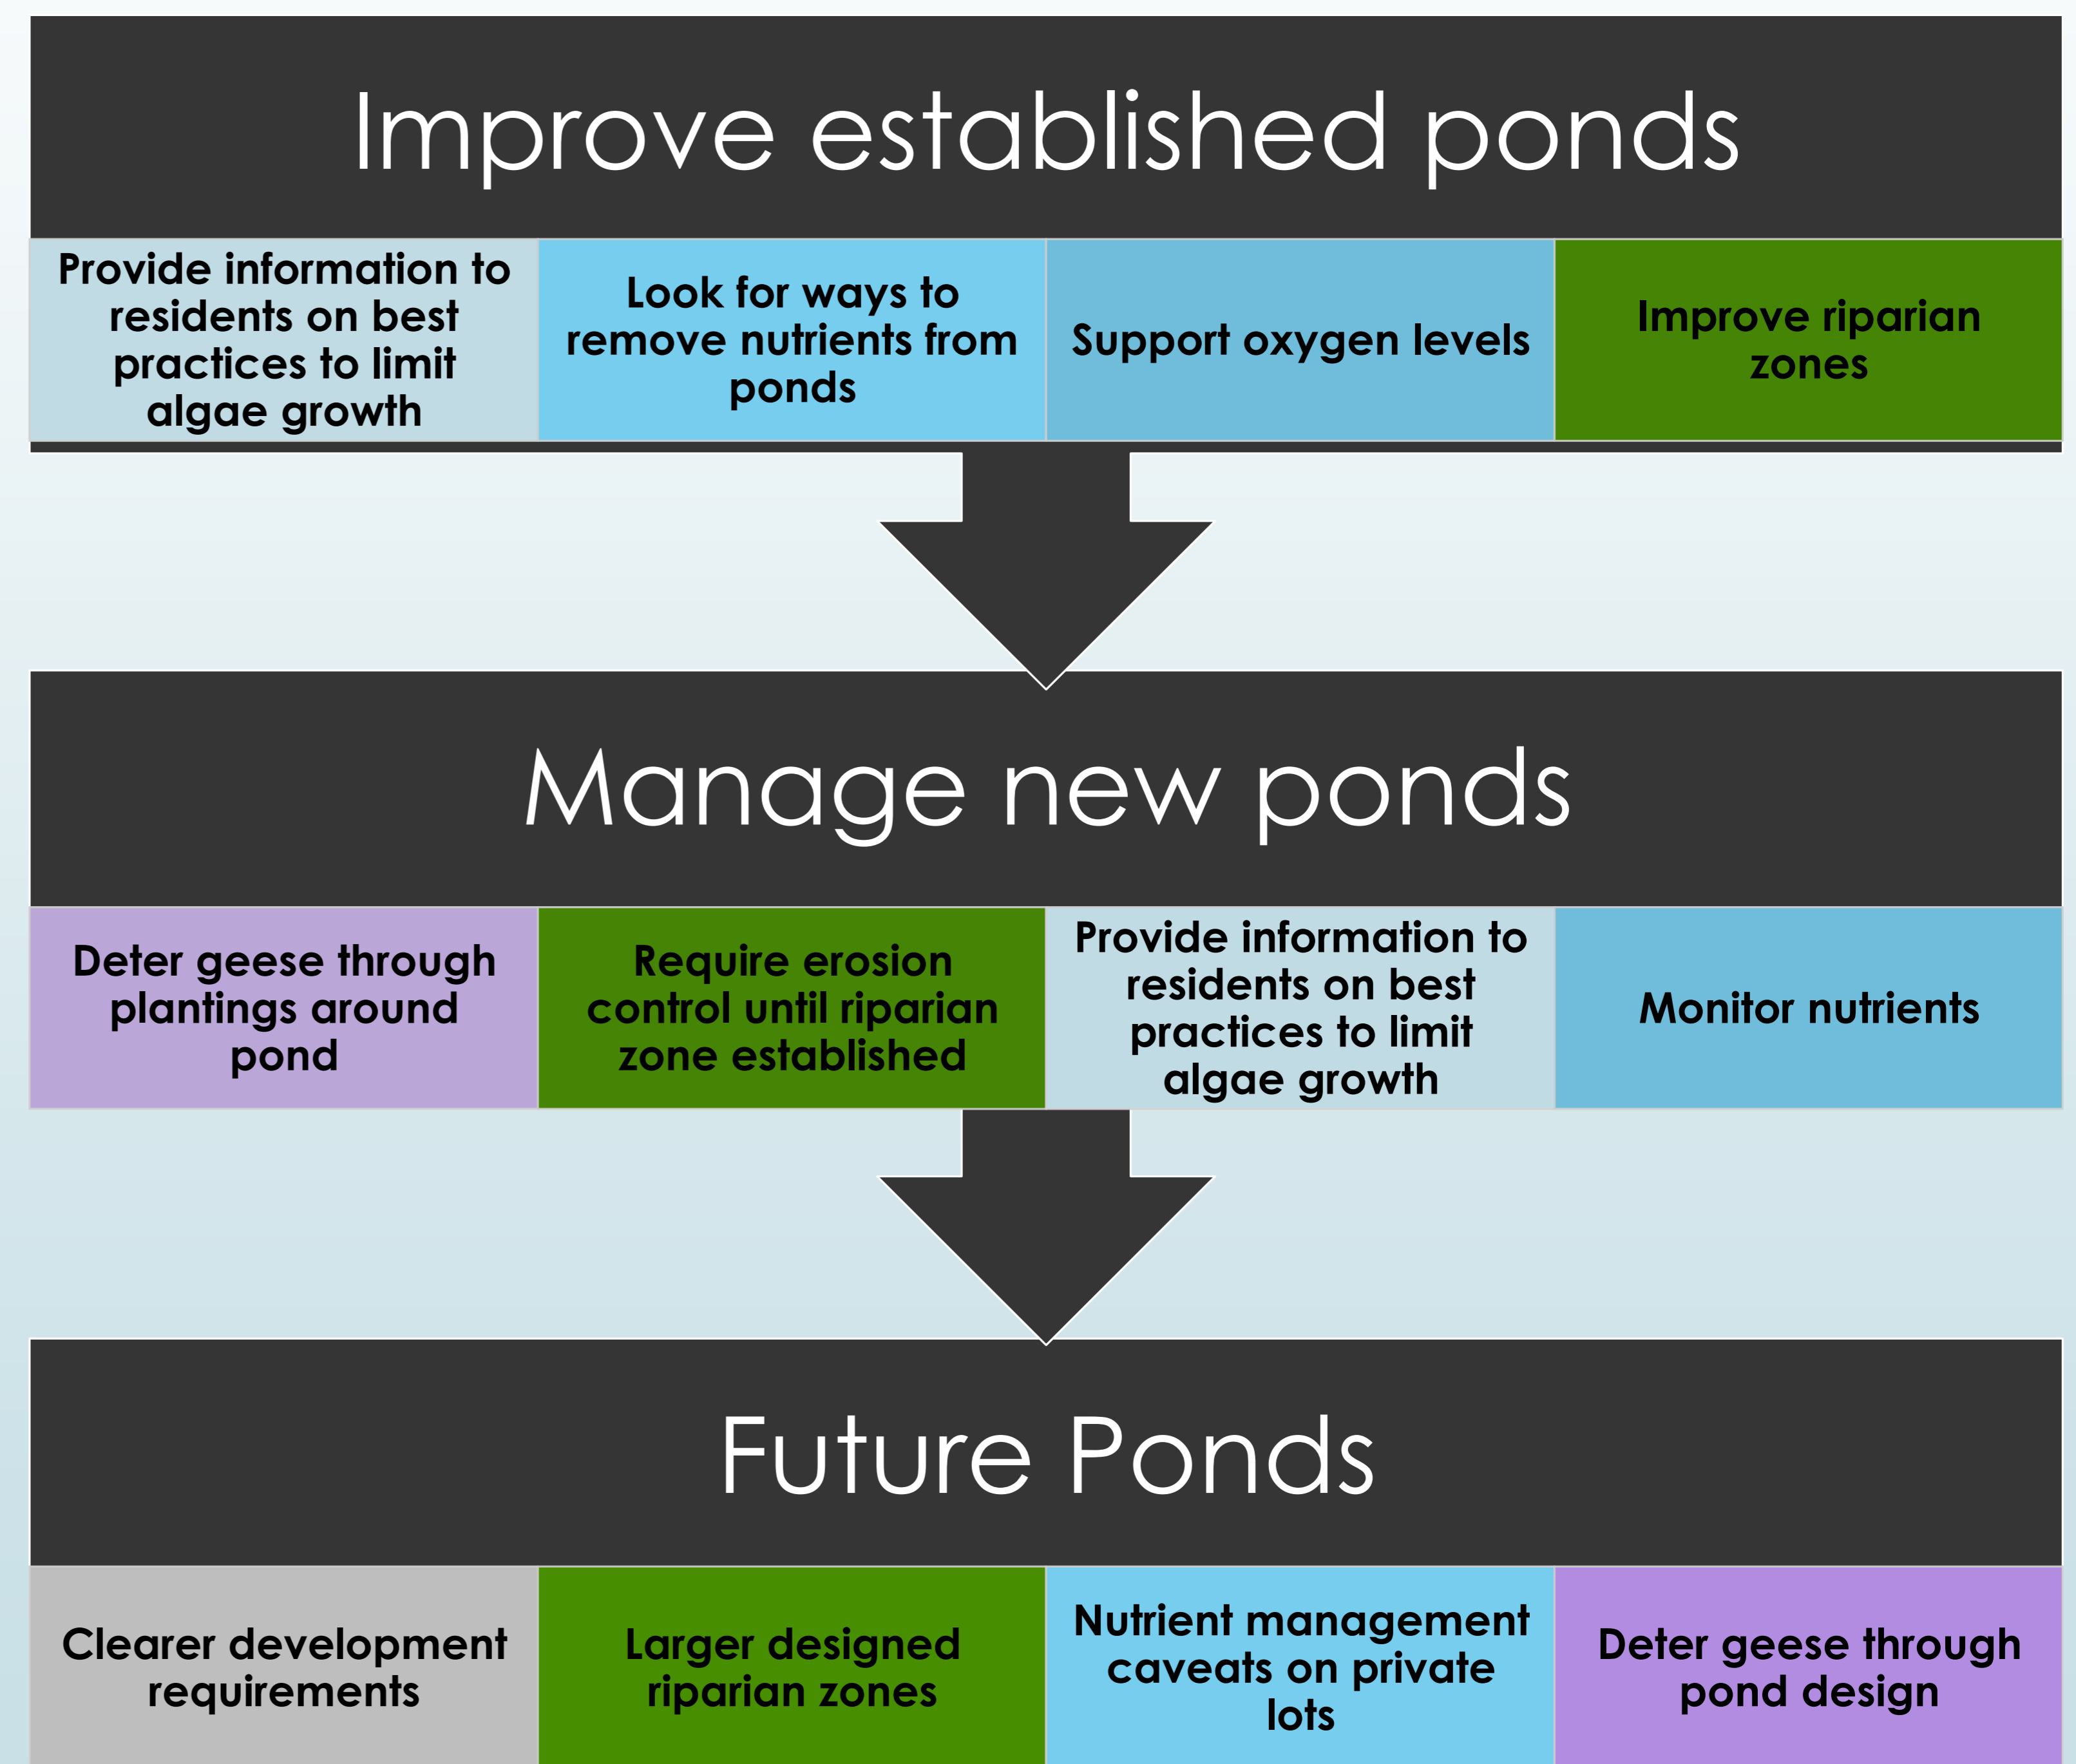 Improve established ponds
Provide information to
residents on best
practices to limit
algae growth
Look for ways to
remove nutrients from
ponds
Support oxygen levels
Improve riparian
zones
Manage new ponds
Deter geese through
plantings around
pond
Require erosion
control until riparian
zone established
Provide information to
residents on best
practices to limit
algae growth
Monitor nutrients
Future Ponds
Clearer development
requirements
Larger designed
riparian zones
Nutrient management
caveats on private
lots
Deter geese through
pond design